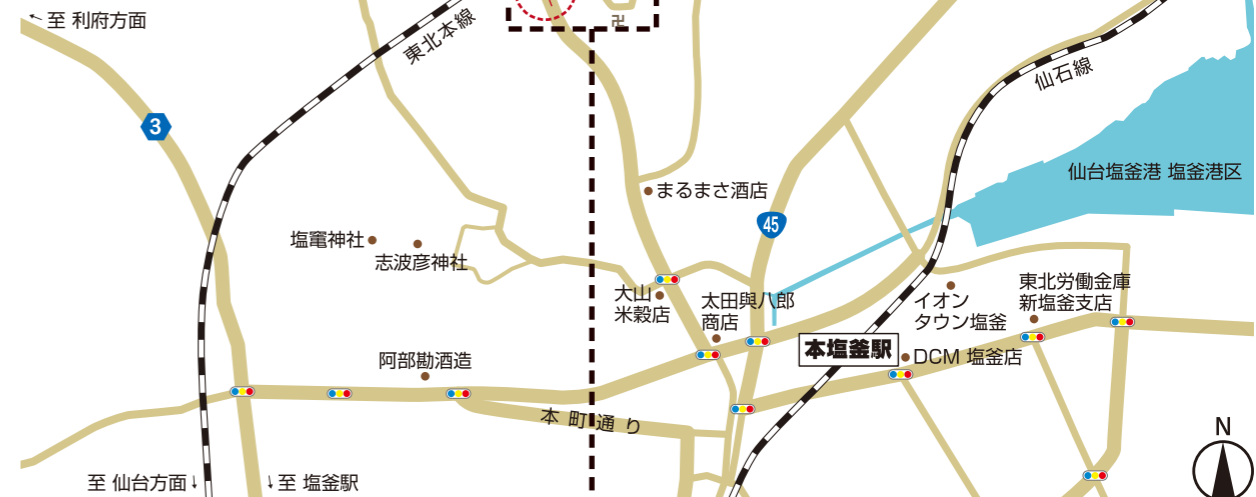 ← 至 利府方面
東北本線
卍
仙石線
3
仙台塩釜港 塩釜港区
まるまさ酒店
45
塩竈神社
志波彦神社
大山
米穀店
太田與八郎
商店
イオン
タウン塩釜
東北労働金庫
新塩釜支店
本塩釜駅
DCM 塩釜店
阿部勘酒造
本町通り
N
至 仙台方面↓
↓至 塩釜駅